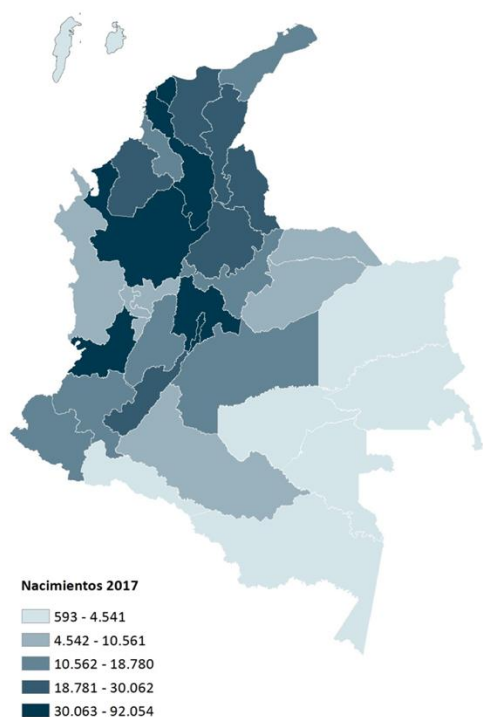 Nacimientos 2017
593 - 4.541
4.542 - 10.561
10.562 - 18.780
18.781 - 30.062
30.063 - 92.054